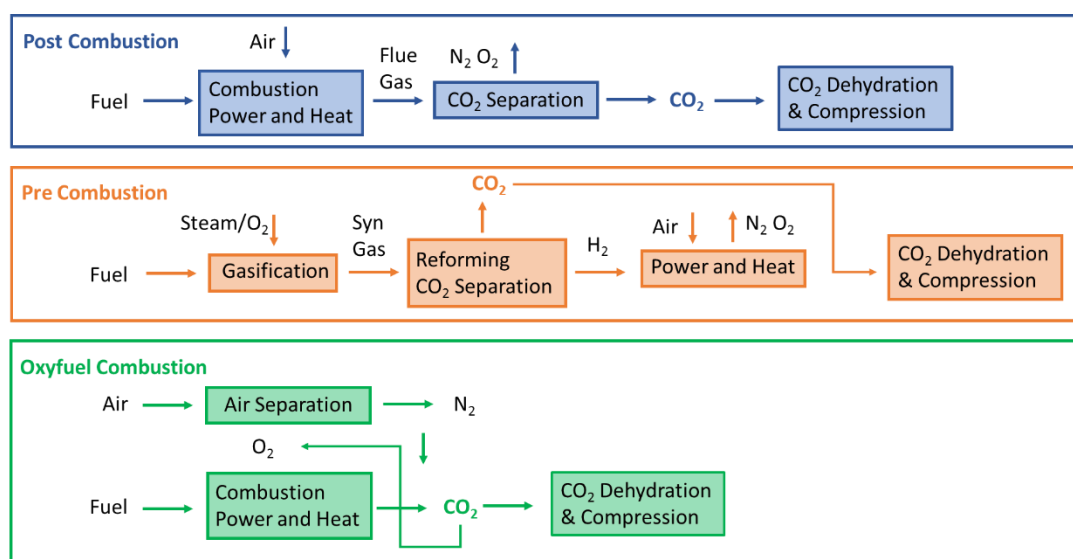 Post Combustion
Air
Fuel
Combustion
Power and Heat
Flue
Gas
N₂ O₂
CO₂ Separation
CO₂
CO₂ Dehydration
& Compression
Pre Combustion
Steam/O₂
Fuel
Gasification
Syn
Gas
CO₂
Reforming
CO₂ Separation
H₂
Air
N₂ O₂
Power and Heat
CO₂ Dehydration
& Compression
Oxyfuel Combustion
Air
Air Separation
N₂
O₂
Fuel
Combustion
Power and Heat
CO₂
CO₂ Dehydration
& Compression